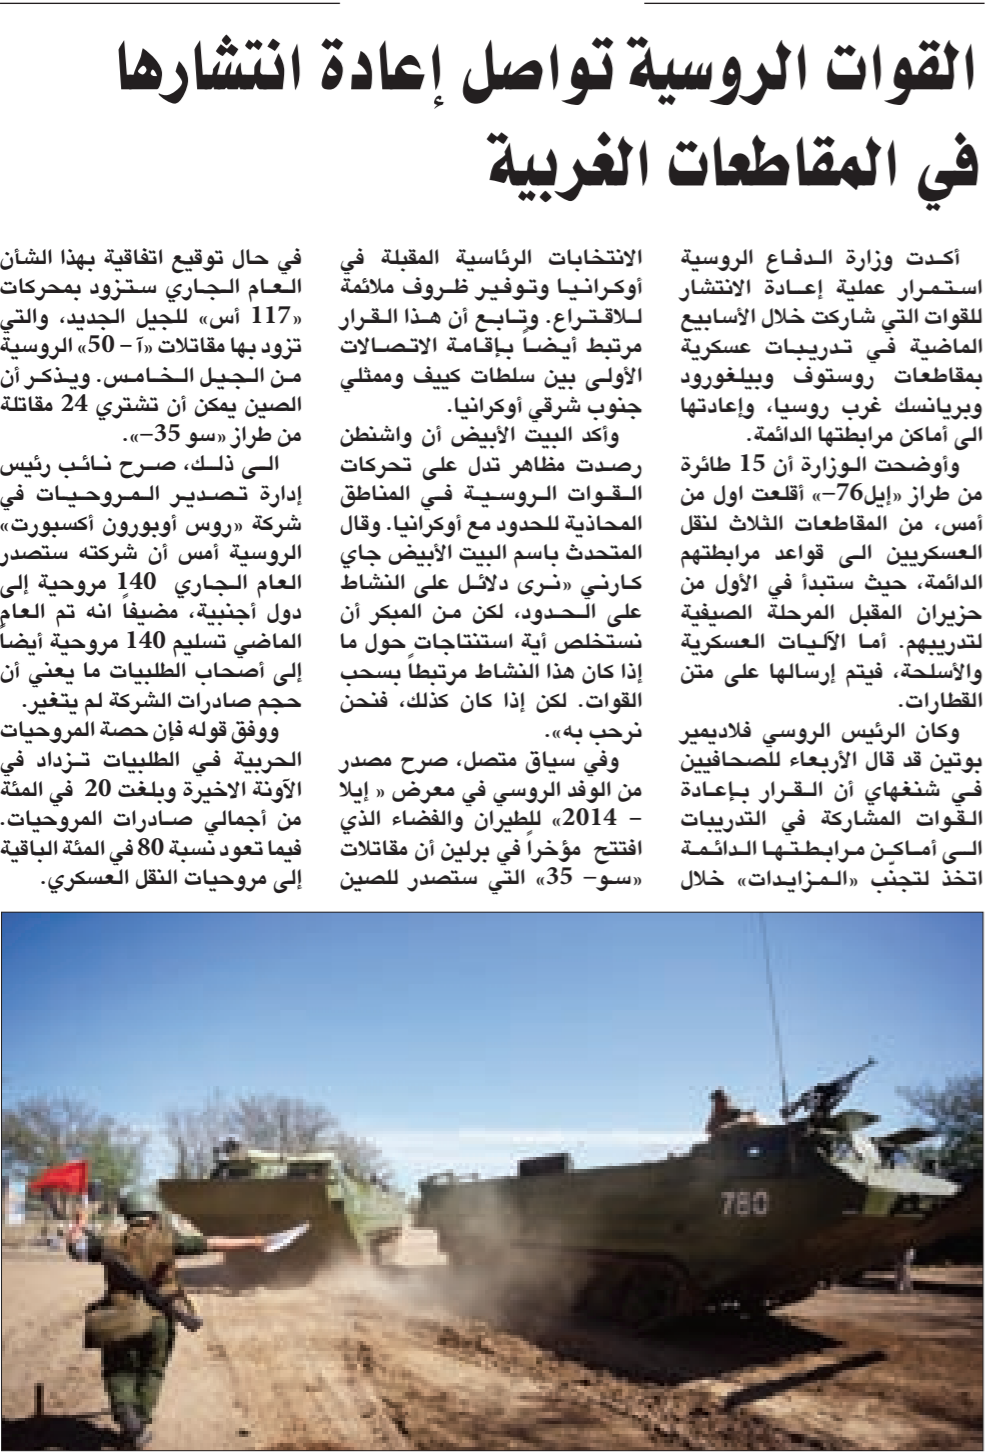 القوات الروسية تواصل إعادة انتشارها
في المقاطعات الغربية
أكدت وزارة الدفاع الروسية
استمرار عملية إعادة الانتشار
للقوات التي شاركت خلال الأسابيع
الماضية في تدريبات عسكرية
بمقاطعات روستوف وبيلغورود
وبريانسك غرب روسيا، وإعادتها
الى أماكن مرابطتها الدائمة.
وأوضحت الوزارة أن 15 طائرة
من طراز «إيل76–» أقلعت اول من
أمس، من المقاطعات الثلاث لنقل
العسكريين الى قواعد مرابطتهم
الدائمة، حيث ستبدأ في الأول من
حزيران المقبل المرحلة الصيفية
لتدريبهم. أما الآليات العسكرية
والأسلحة، فيتم إرسالها على متن
القطارات.
وكان الرئيس الروسي فلاديمير
بوتين قد قال الأربعاء للصحافيين
في شنغهاي أن القرار بإعادة
القوات المشاركة في التدريبات
الى أماكن مرابطتها الدائمة
اتخذ لتجنّب «المزايدات» خلال
الانتخابات الرئاسية المقبلة في
أوكرانيا وتوفير ظروف ملائمة
للاقتراع. وتابع أن هذا القرار
مرتبط أيضاً بإقامة الاتصالات
الأولى بين سلطات كييف وممثلي
جنوب شرقي أوكرانيا.
وأكد البيت الأبيض أن واشنطن
رصدت مظاهر تدل على تحركات
القوات الروسية في المناطق
المحاذية للحدود مع أوكرانيا. وقال
المتحدث باسم البيت الأبيض جاي
كارني «نرى دلائل على النشاط
على الحدود، لكن من المبكر أن
نستخلص أية استنتاجات حول ما
إذا كان هذا النشاط مرتبطاً بسحب
القوات. لكن إذا كان كذلك، فنحن
نرحب به».
وفي سياق متصل، صرح مصدر
من الوفد الروسي في معرض « إيلا
– 2014» للطيران والفضاء الذي
افتتح مؤخراً في برلين أن مقاتلات
«سو– 35» التي ستصدر للصين
في حال توقيع اتفاقية بهذا الشأن
العام الجاري ستزود بمحركات
«117 أس» للجيل الجديد، والتي
تزود بها مقاتلات «آ – 50» الروسية
من الجيل الخامس. ويذكر أن
الصين يمكن أن تشتري 24 مقاتلة
من طراز «سو 35–».
الى ذلك، صرح نائب رئيس
إدارة تصدير المروحيات في
شركة «روس أوبورون أكسبورت»
الروسية أمس أن شركته ستصدر
العام الجاري 140 مروحية إلى
دول أجنبية، مضيفاً انه تم العام
الماضي تسليم 140 مروحية أيضاً
إلى أصحاب الطلبيات ما يعني أن
حجم صادرات الشركة لم يتغير.
ووفق قوله فإن حصة المروحيات
الحربية في الطلبيات تزداد في
الآونة الاخيرة وبلغت 20 في المئة
من أجمالي صادرات المروحيات.
فيما تعود نسبة 80 في المئة الباقية
إلى مروحيات النقل العسكري.
780